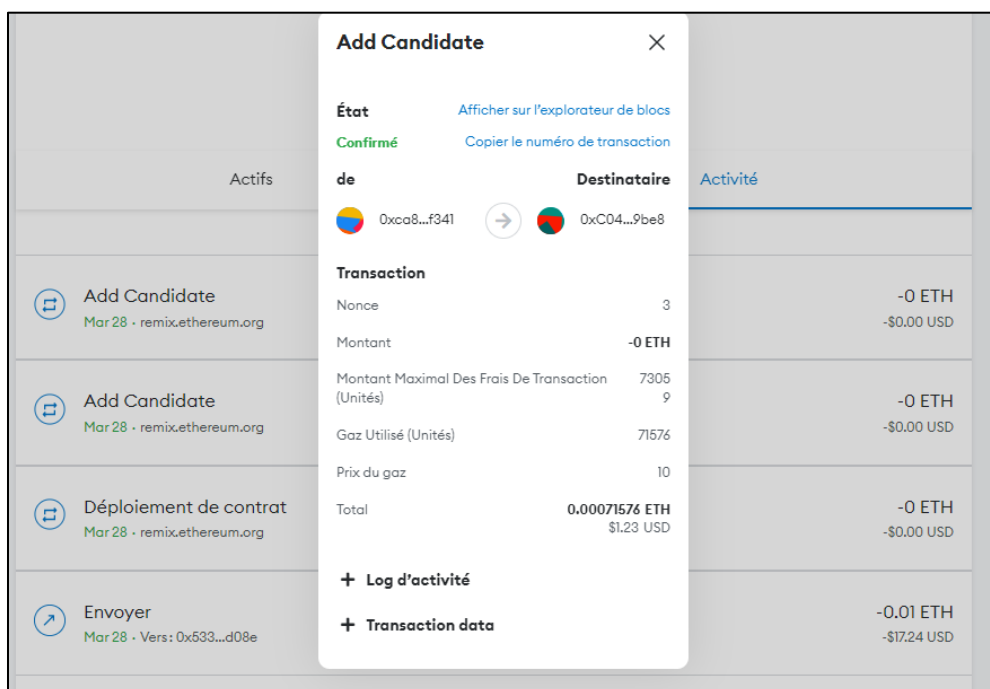 Add Candidate
État
Afficher sur l'explorateur de blocs
Confirmé
Copier le numéro de transaction
Actifs
de
Destinataire
Activité
0xca8...f341
0xC04...9be8
Transaction
Nonce 3
Montant -0 ETH
Montant Maximal Des Frais De Transaction 7305
(Unités) 9
Gaz Utilisé (Unités) 71576
Prix du gaz 10
Total 0.00071576 ETH
$1.23 USD
+ Log d'activité
+ Transaction data
Add Candidate -0 ETH
Mar 28 · remix.ethereum.org -$0.00 USD
Add Candidate -0 ETH
Mar 28 · remix.ethereum.org -$0.00 USD
Déploiement de contrat -0 ETH
Mar 28 · remix.ethereum.org -$0.00 USD
Envoyer -0.01 ETH
Mar 28 · Vers: 0x533...d08e -$17.24 USD